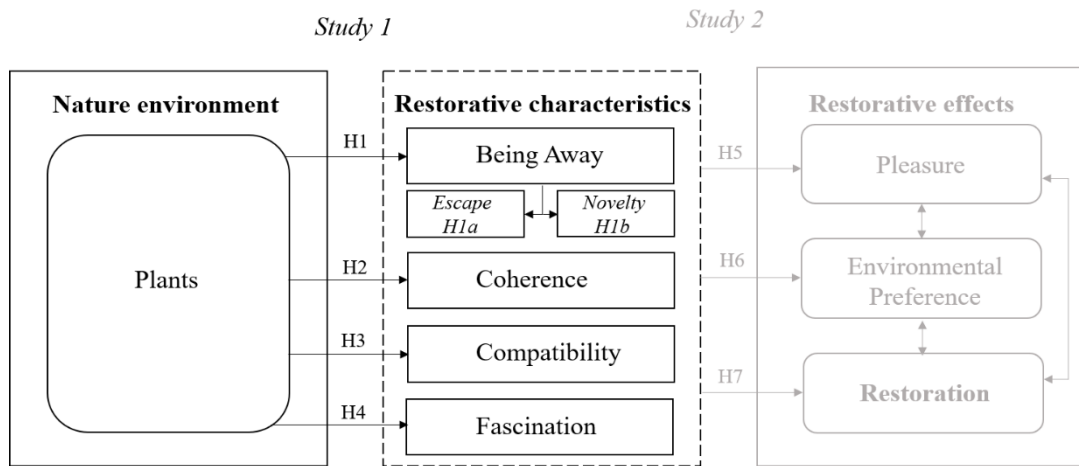 Study 1
Study 2
Nature environment
Plants
H1
H2
H3
H4
Restorative characteristics
Being Away
Escape
H1a
Novelty
H1b
Coherence
Compatibility
Fascination
H5
H6
H7
Restorative effects
Pleasure
Environmental
Preference
Restoration